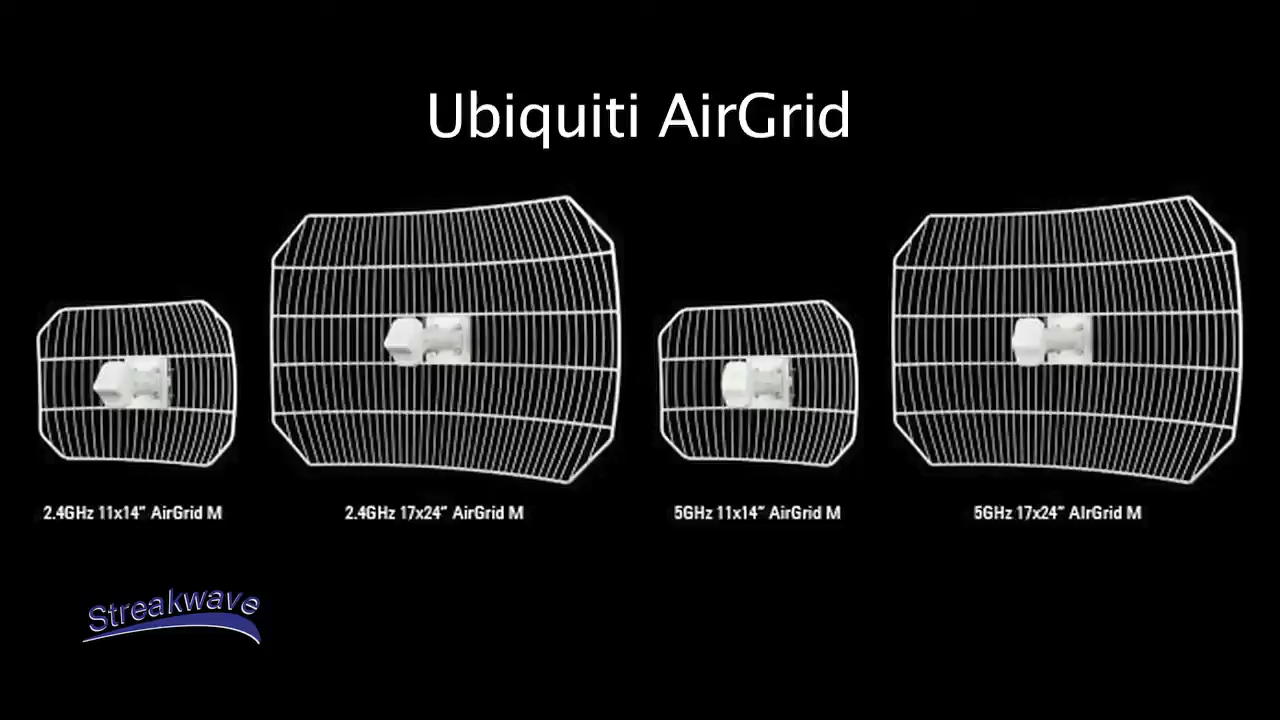 Ubiquiti AirGrid
2.4GHz 11x14" AirGrid M
2.4GHz 17x24" AirGrid M
5GHz 11x14" AirGrid M
5GHz 17x24" AIrGrid M
Streakwave